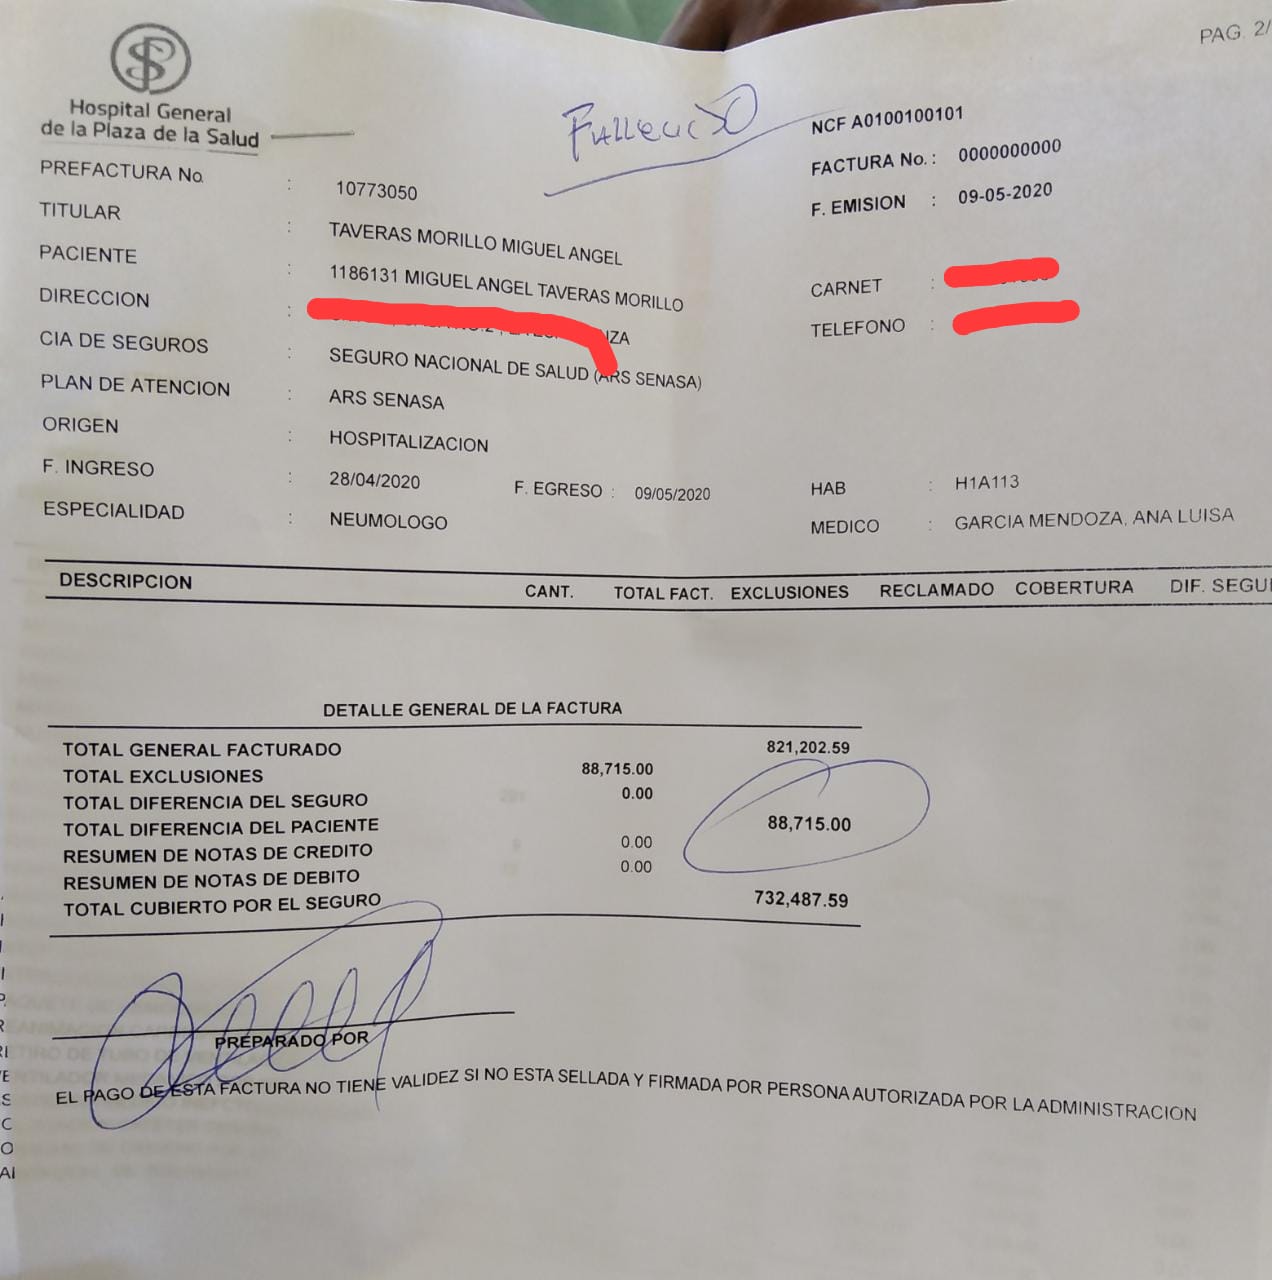 PAG. 2/
Hospital General
de la Plaza de la Salud
Fallecido
NCF A0100100101
FACTURA No. : 0000000000
F. EMISION : 09-05-2020
PREFACTURA No. : 10773050
TITULAR : TAVERAS MORILLO MIGUEL ANGEL
PACIENTE : 1186131 MIGUEL ANGEL TAVERAS MORILLO
CARNET :
DIRECCION :
TELEFONO :
CIA DE SEGUROS : SEGURO NACIONAL DE SALUD (ARS SENASA)
PLAN DE ATENCION : ARS SENASA
ORIGEN : HOSPITALIZACION
F. INGRESO : 28/04/2020 F. EGRESO : 09/05/2020 HAB : H1A113
ESPECIALIDAD : NEUMOLOGO MEDICO : GARCIA MENDOZA, ANA LUISA
DESCRIPCION CANT. TOTAL FACT. EXCLUSIONES RECLAMADO COBERTURA DIF. SEGU
DETALLE GENERAL DE LA FACTURA
TOTAL GENERAL FACTURADO 821,202.59
TOTAL EXCLUSIONES 88,715.00
TOTAL DIFERENCIA DEL SEGURO 0.00
TOTAL DIFERENCIA DEL PACIENTE 88,715.00
RESUMEN DE NOTAS DE CREDITO 0.00
RESUMEN DE NOTAS DE DEBITO 0.00
TOTAL CUBIERTO POR EL SEGURO 732,487.59
PREPARADO POR
EL PAGO DE ESTA FACTURA NO TIENE VALIDEZ SI NO ESTA SELLADA Y FIRMADA POR PERSONA AUTORIZADA POR LA ADMINISTRACION